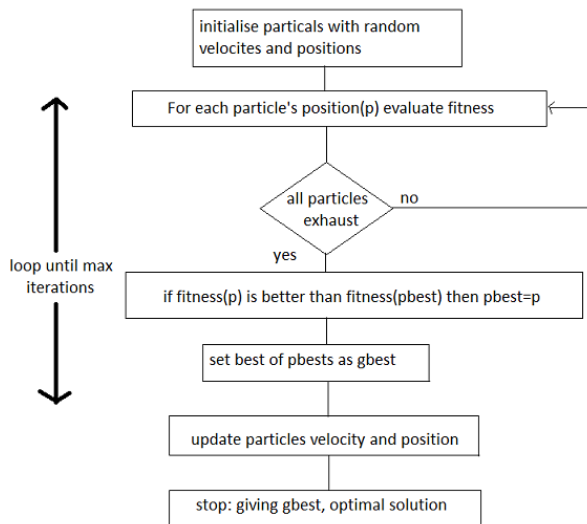 initialise particals with random
velocites and positions
For each particle's position(p) evaluate fitness
all particles
exhaust
no
yes
loop until max
iterations
if fitness(p) is better than fitness(pbest) then pbest=p
set best of pbests as gbest
update particles velocity and position
stop: giving gbest, optimal solution